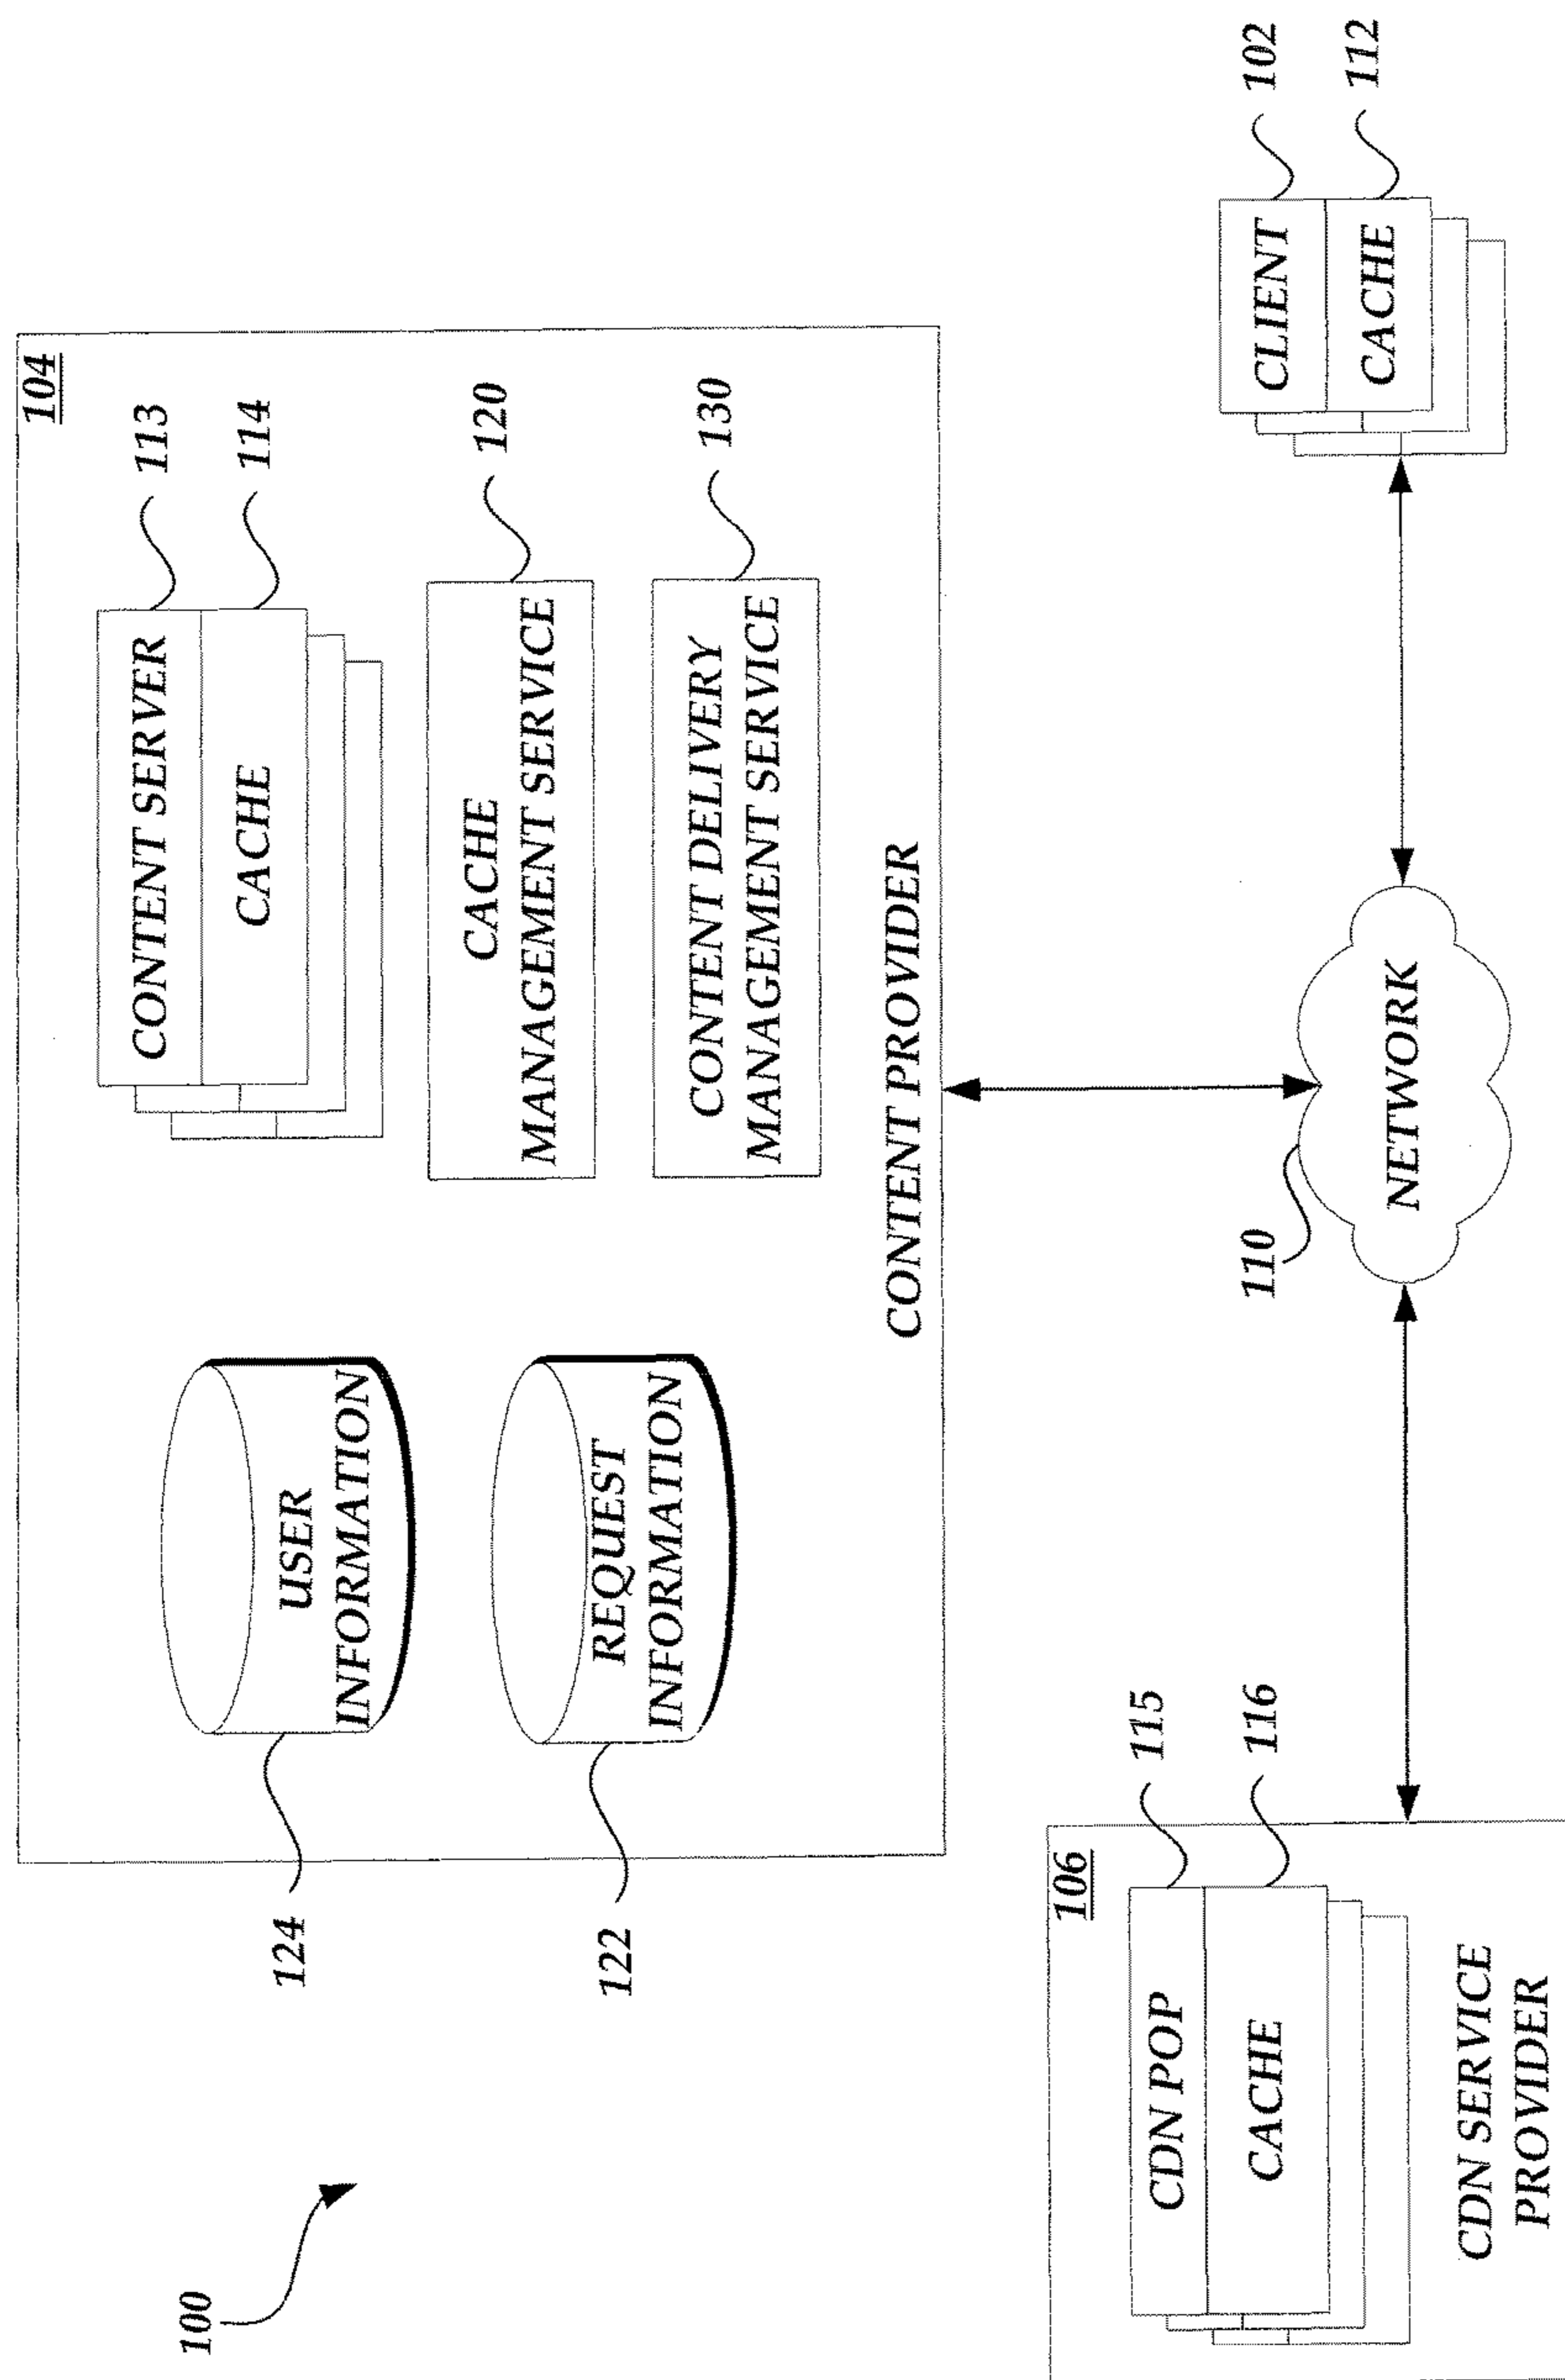 100
104
124
USER
INFORMATION
122
REQUEST
INFORMATION
CONTENT SERVER
113
CACHE
114
CACHE
MANAGEMENT SERVICE
120
CONTENT DELIVERY
MANAGEMENT SERVICE
130
CONTENT PROVIDER
106
CDN POP
115
CACHE
116
CDN SERVICE
PROVIDER
110
NETWORK
CLIENT
102
CACHE
112